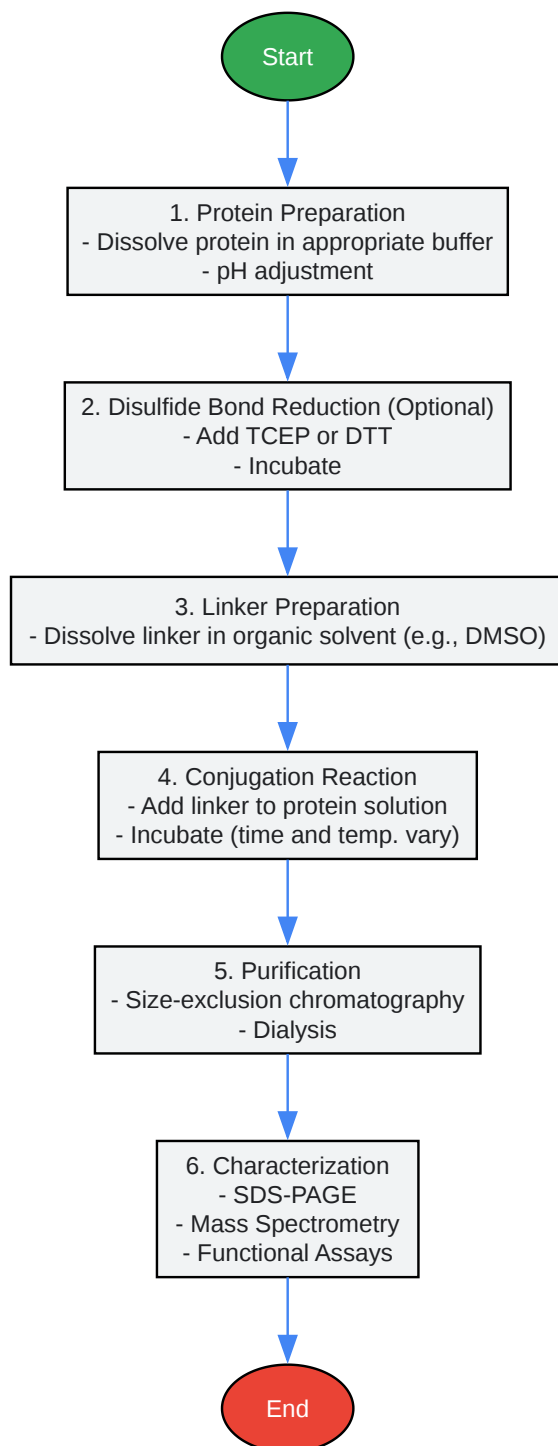 Start
1. Protein Preparation
- Dissolve protein in appropriate buffer
- pH adjustment
2. Disulfide Bond Reduction (Optional)
- Add TCEP or DTT
- Incubate
3. Linker Preparation
- Dissolve linker in organic solvent (e.g., DMSO)
4. Conjugation Reaction
- Add linker to protein solution
- Incubate (time and temp. vary)
5. Purification
- Size-exclusion chromatography
- Dialysis
6. Characterization
- SDS-PAGE
- Mass Spectrometry
- Functional Assays
End